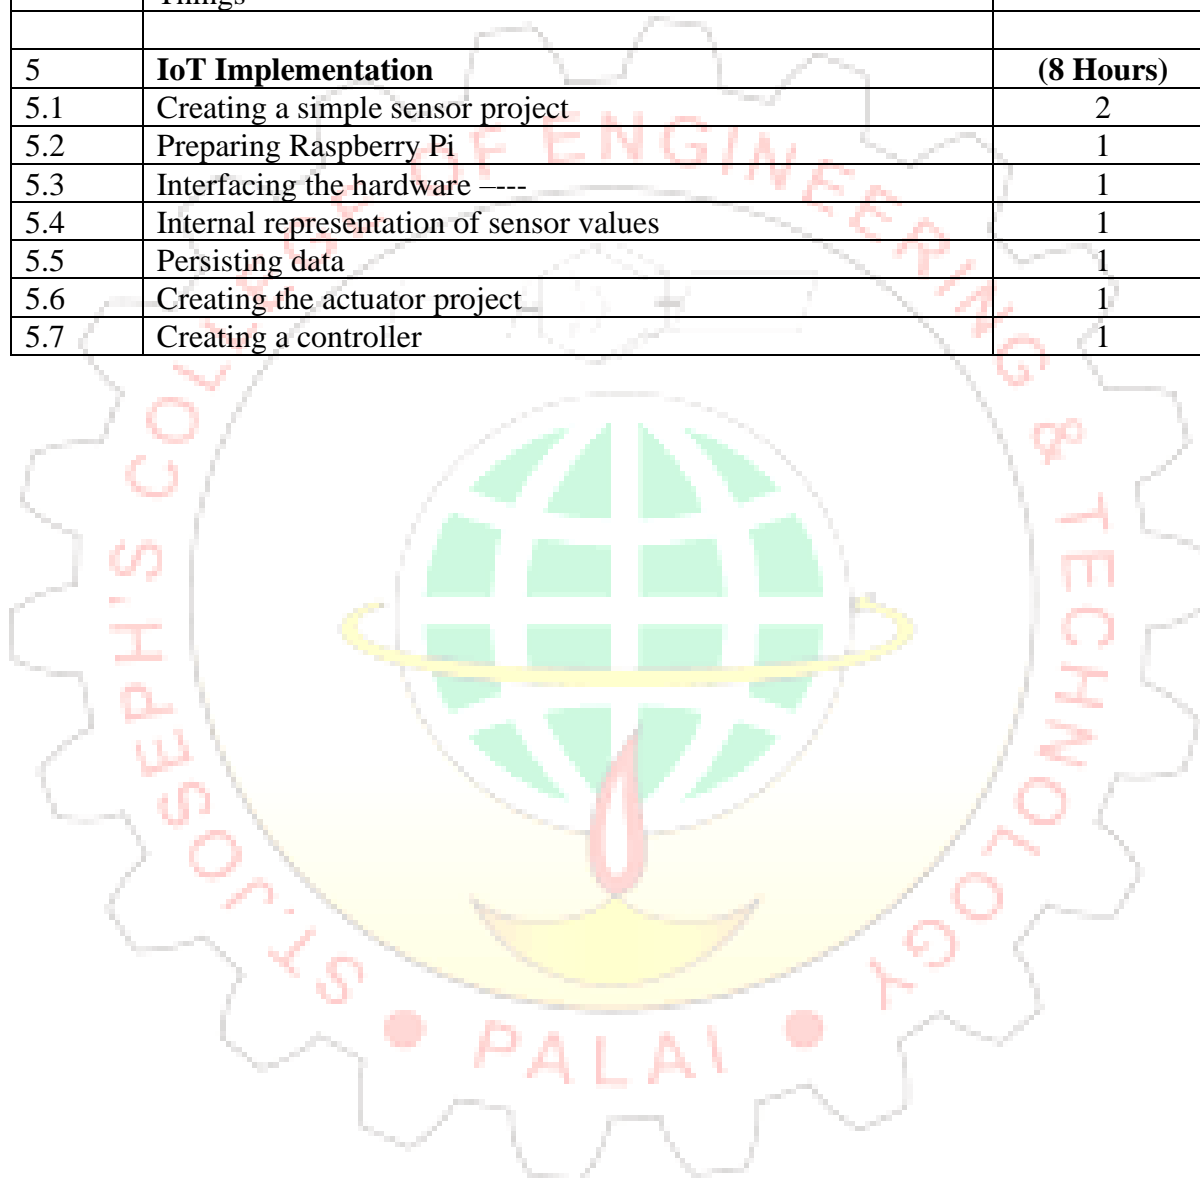 Things
5 IoT Implementation (8 Hours)
5.1 Creating a simple sensor project 2
5.2 Preparing Raspberry Pi 1
5.3 Interfacing the hardware –--- 1
5.4 Internal representation of sensor values 1
5.5 Persisting data 1
5.6 Creating the actuator project 1
5.7 Creating a controller 1
ST.JOSEPH'S COLLEGE OF ENGINEERING & TECHNOLOGY
PALAI